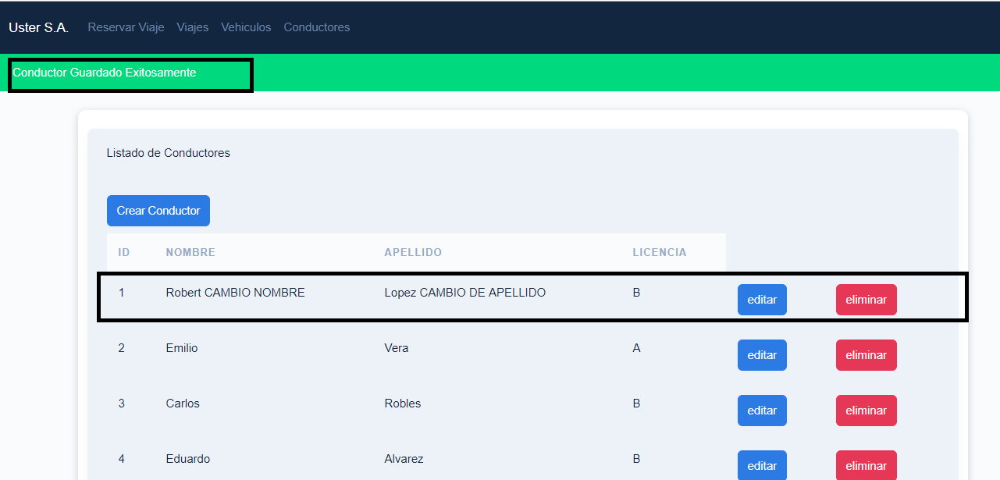 Uster S.A. Reservar Viaje Viajes Vehiculos Conductores
Conductor Guardado Exitosamente
Listado de Conductores
Crear Conductor
ID NOMBRE APELLIDO LICENCIA
1 Robert CAMBIO NOMBRE Lopez CAMBIO DE APELLIDO B editar eliminar
2 Emilio Vera A editar eliminar
3 Carlos Robles B editar eliminar
4 Eduardo Alvarez B editar eliminar